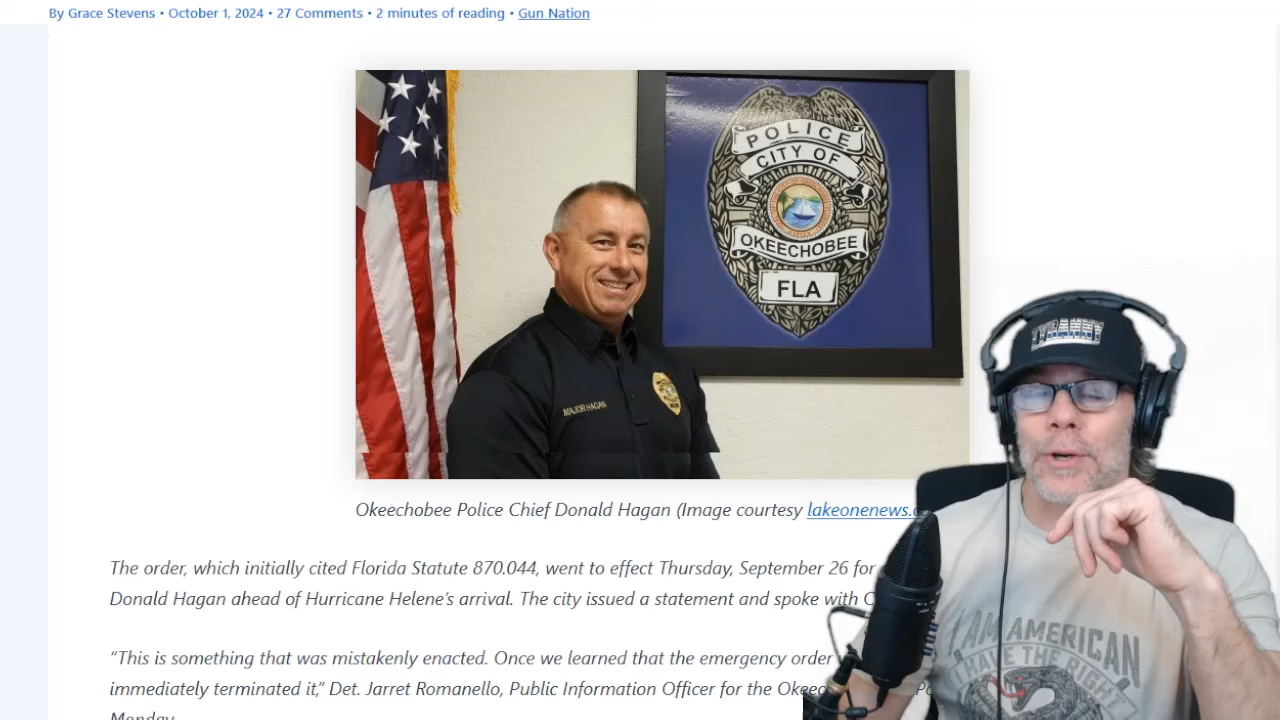 By Grace Stevens • October 1, 2024 • 27 Comments • 2 minutes of reading • Gun Nation
POLICE
CITY OF
OKEECHOBEE
FLA
MAJOR HAGAN
TYRANNY
Okeechobee Police Chief Donald Hagan (Image courtesy lakeonenews.
The order, which initially cited Florida Statute 870.044, went to effect Thursday, September 26 for
Donald Hagan ahead of Hurricane Helene's arrival. The city issued a statement and spoke with
I AM AMERICAN
I HAVE THE RIGHT
“This is something that was mistakenly enacted. Once we learned that the emergency order
immediately terminated it,” Det. Jarret Romanello, Public Information Officer for the
Monday